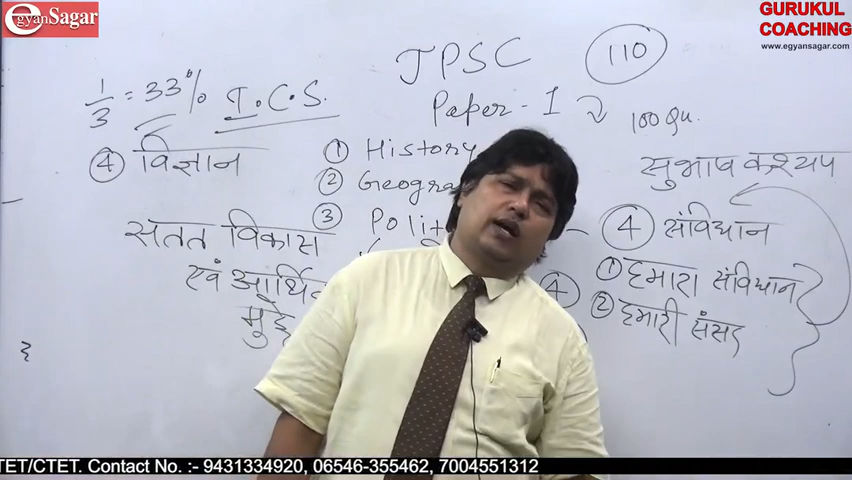 egyanSagar
GURUKUL
COACHING
www.egyansagar.com
JPSC
110
1/3 = 33%
I.C.S.
Paper - 1
100 Qu.
④ विज्ञान
① History
② Geogra
③ Polit
सतत विकास
एवं आर्थि
मुद्दे
सुभाष कश्यप
④ संविधान
① हमारा संविधान
② हमारी संसद
④
TET/CTET. Contact No. :- 9431334920, 06546-355462, 7004551312